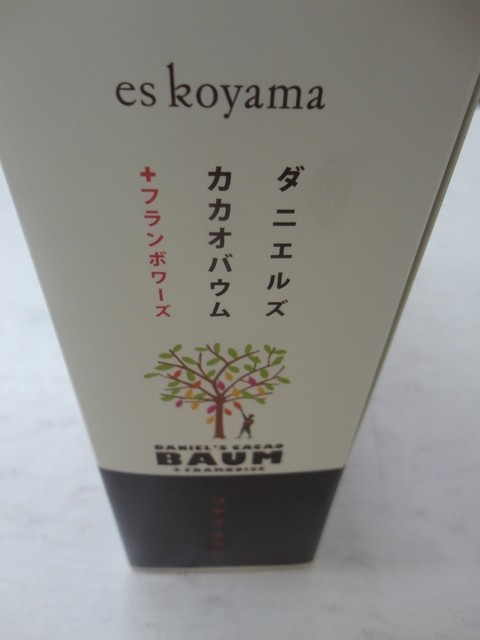 es koyama
ダニエルズ
カカオバウム
+フランボワーズ
DANIEL'S CACAO
BAUM
+FRAMBOISE